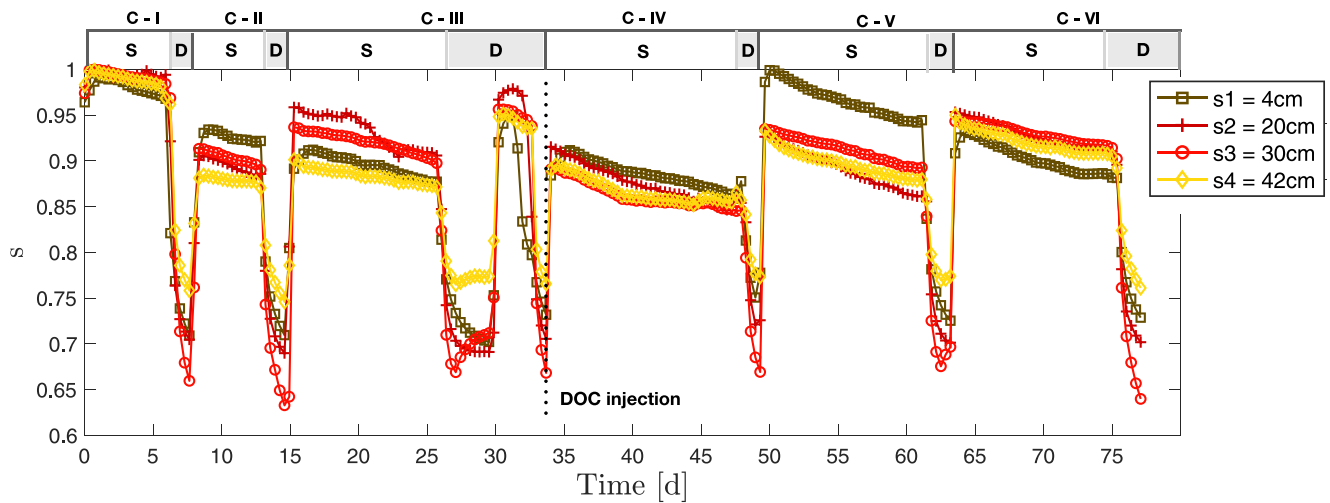 C - I C - II C - III C - IV C - V C - VI
S D S D S D S D S D S D
1
0.95
0.9
0.85
0.8
0.75
0.7
0.65
0.6
s
s1 = 4cm
s2 = 20cm
s3 = 30cm
s4 = 42cm
DOC injection
0 5 10 15 20 25 30 35 40 45 50 55 60 65 70 75
Time [d]